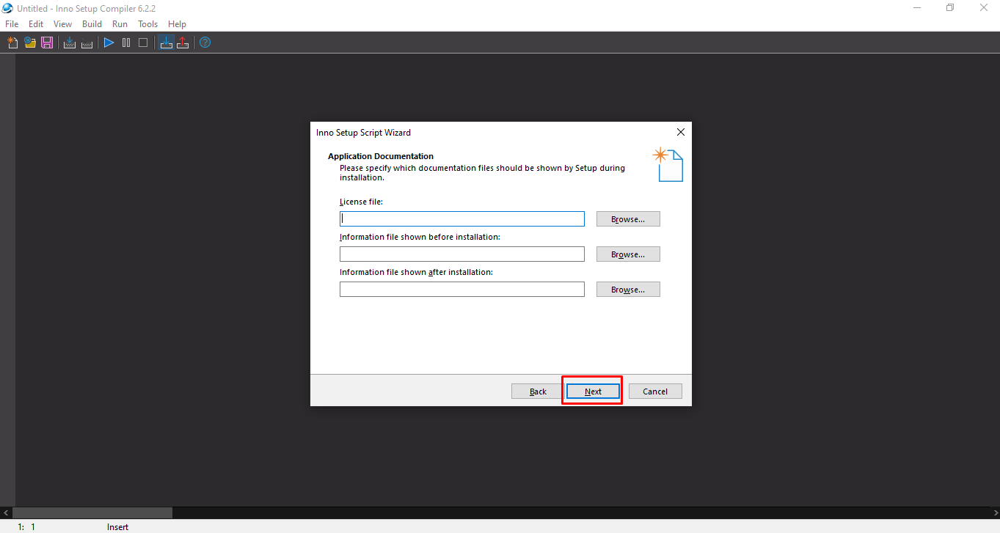 Untitled - Inno Setup Compiler 6.2.2
File Edit View Build Run Tools Help
Inno Setup Script Wizard
Application Documentation
Please specify which documentation files should be shown by Setup during
installation.
License file:
Browse...
Information file shown before installation:
Browse...
Information file shown after installation:
Browse...
Back Next Cancel
1: 1 Insert